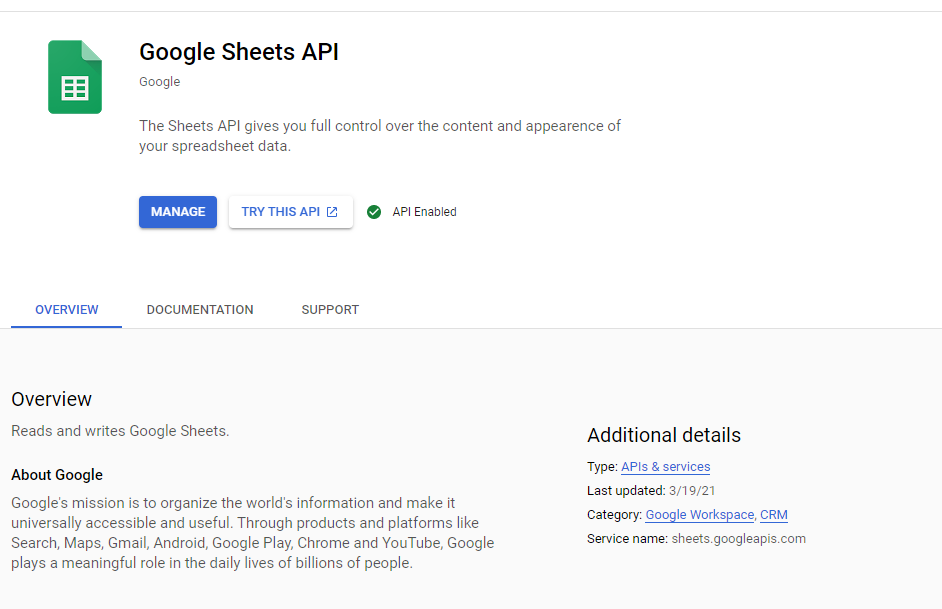 Google Sheets API
Google
The Sheets API gives you full control over the content and appearence of
your spreadsheet data.
MANAGE TRY THIS API API Enabled
OVERVIEW DOCUMENTATION SUPPORT
Overview
Reads and writes Google Sheets.
About Google
Google's mission is to organize the world's information and make it
universally accessible and useful. Through products and platforms like
Search, Maps, Gmail, Android, Google Play, Chrome and YouTube, Google
plays a meaningful role in the daily lives of billions of people.
Additional details
Type: APIs & services
Last updated: 3/19/21
Category: Google Workspace, CRM
Service name: sheets.googleapis.com